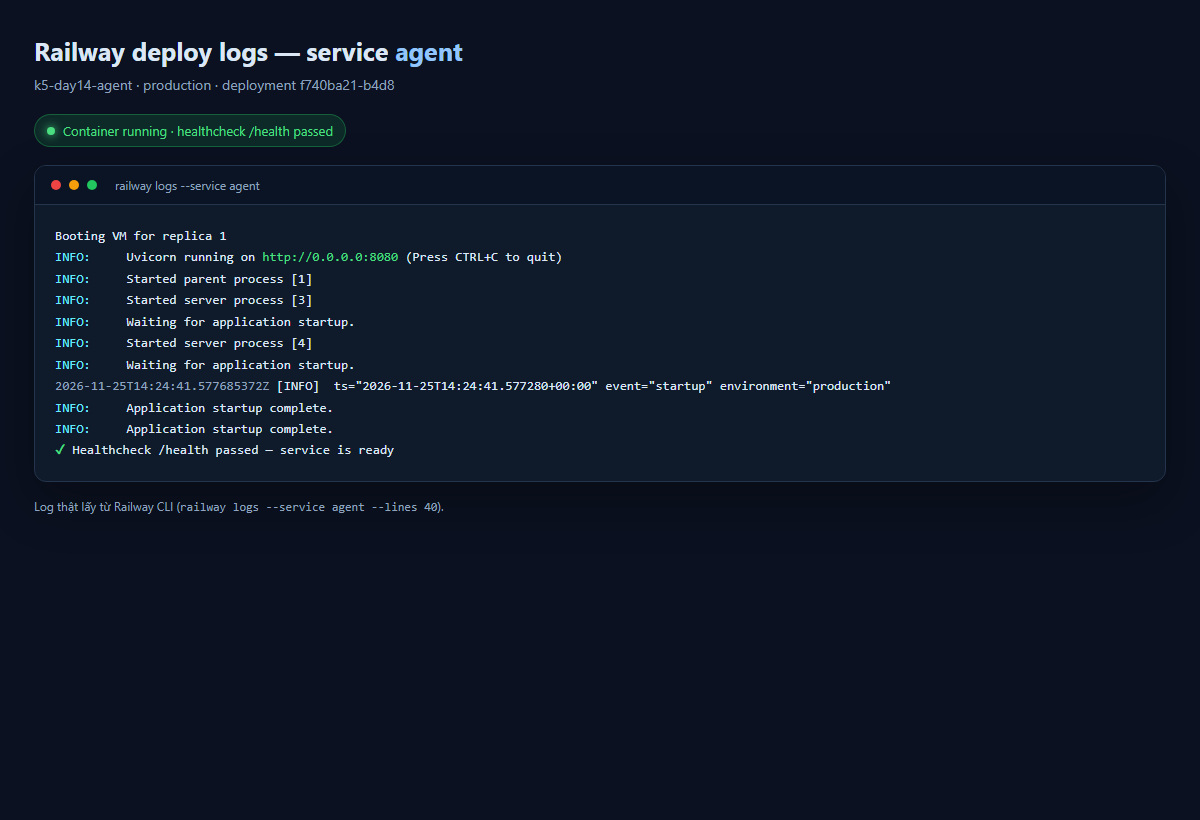 Railway deploy logs — service agent
k5-day14-agent · production · deployment f740ba21-b4d8
Container running · healthcheck /health passed
railway logs --service agent
Booting VM for replica 1
INFO:     Uvicorn running on http://0.0.0.0:8080 (Press CTRL+C to quit)
INFO:     Started parent process [1]
INFO:     Started server process [3]
INFO:     Waiting for application startup.
INFO:     Started server process [4]
INFO:     Waiting for application startup.
2026-11-25T14:24:41.577685372Z [INFO]  ts="2026-11-25T14:24:41.577280+00:00" event="startup" environment="production"
INFO:     Application startup complete.
INFO:     Application startup complete.
✓ Healthcheck /health passed — service is ready
Log thật lấy từ Railway CLI (railway logs --service agent --lines 40).